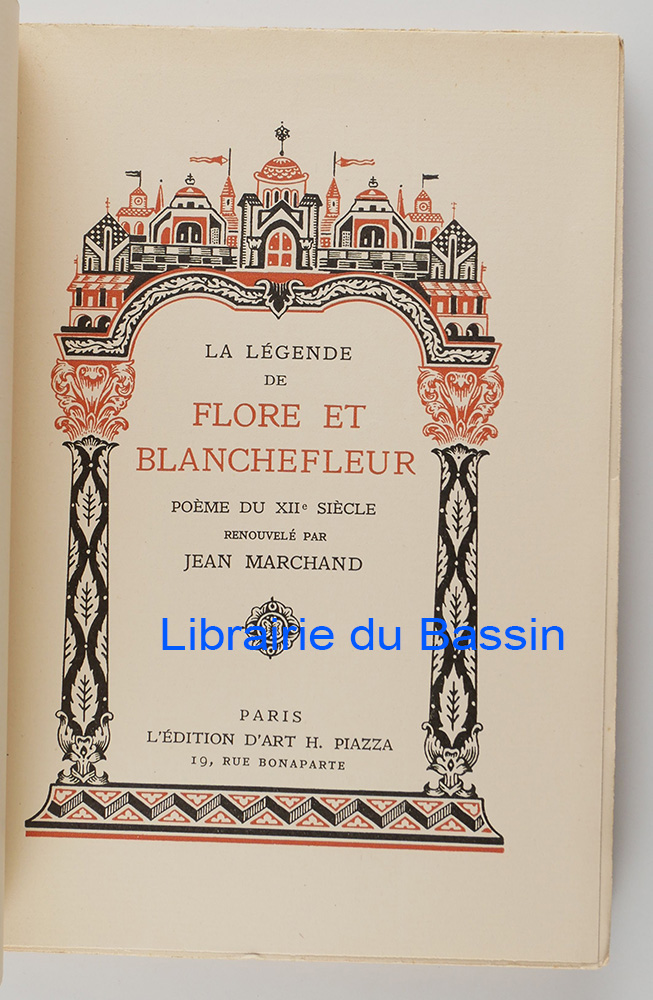 LA LÉGENDE
DE
FLORE ET
BLANCHEFLEUR
POÈME DU XIIe SIÈCLE
RENOUVELÉ PAR
JEAN MARCHAND
Librairie du Bassin
PARIS
L'ÉDITION D'ART H. PIAZZA
19, RUE BONAPARTE